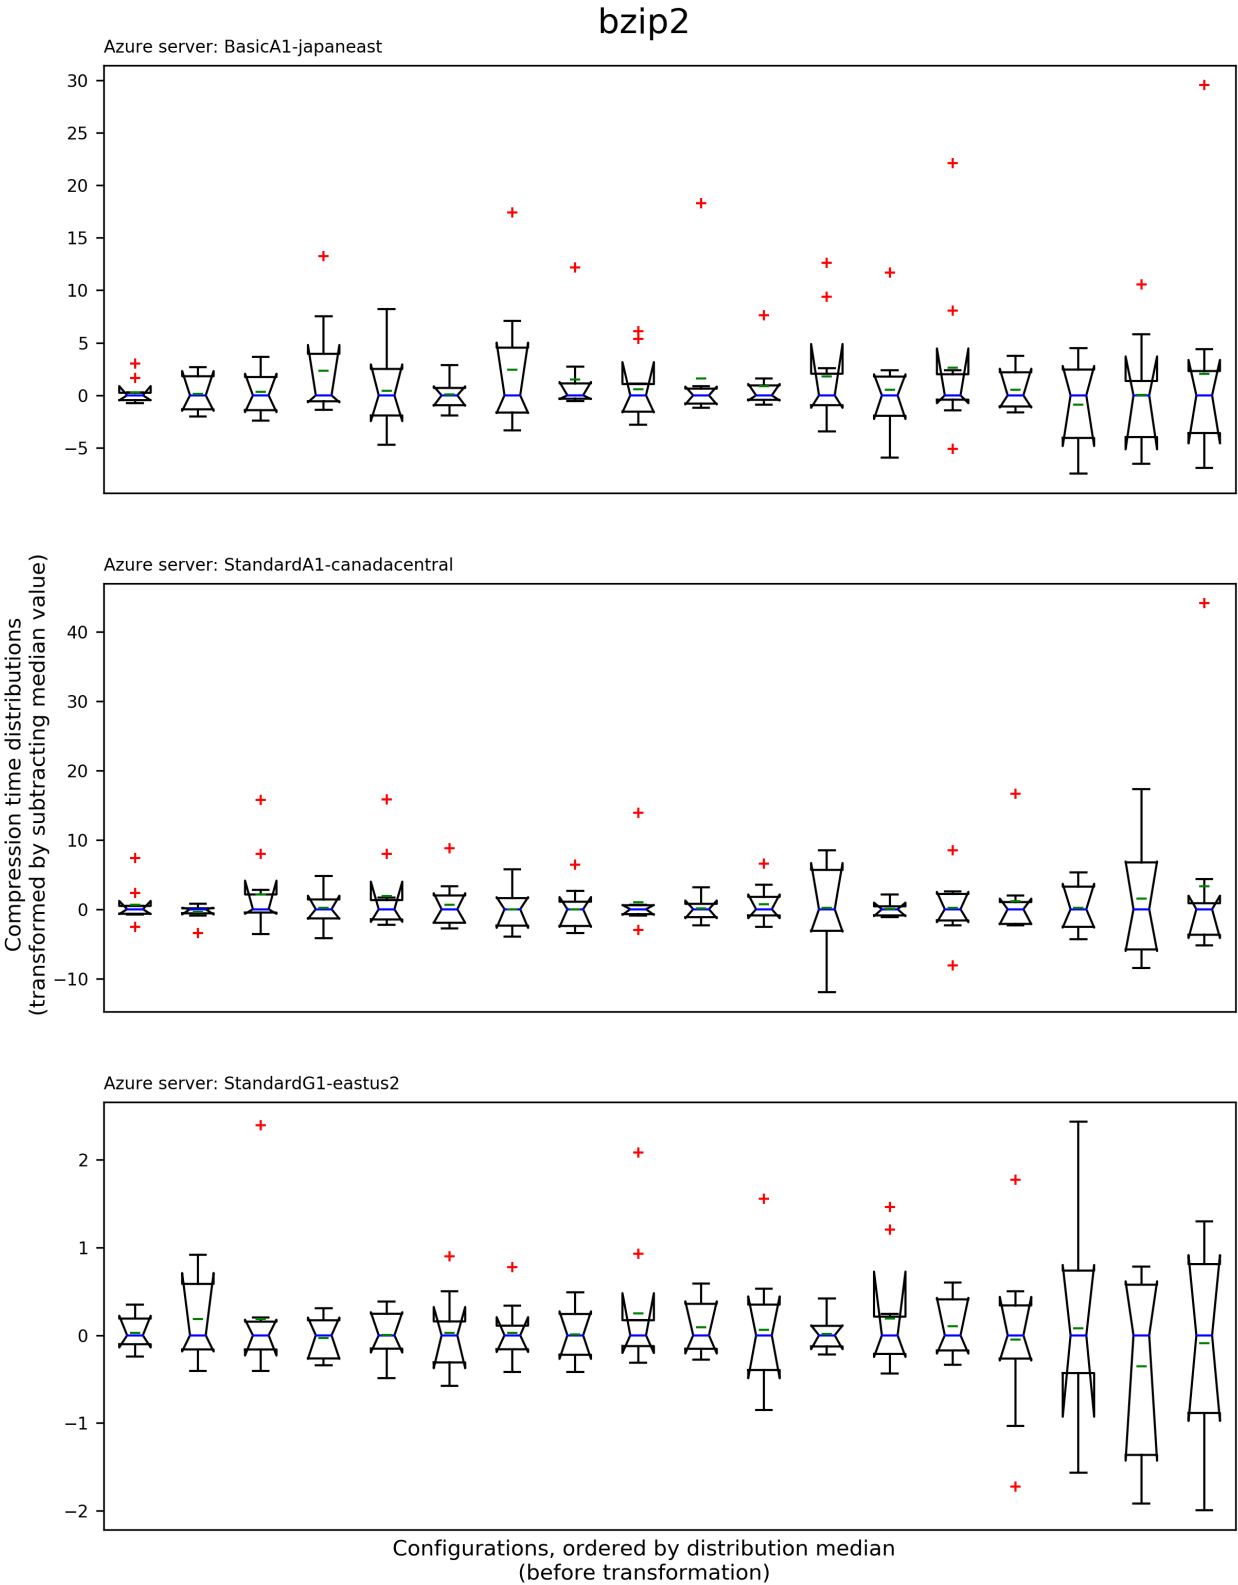 bzip2
Azure server: BasicA1-japaneast
30
25
20
15
10
5
0
−5
Azure server: StandardA1-canadacentral
Compression time distributions
(transformed by subtracting median value)
40
30
20
10
0
−10
Azure server: StandardG1-eastus2
2
1
0
−1
−2
Configurations, ordered by distribution median
(before transformation)